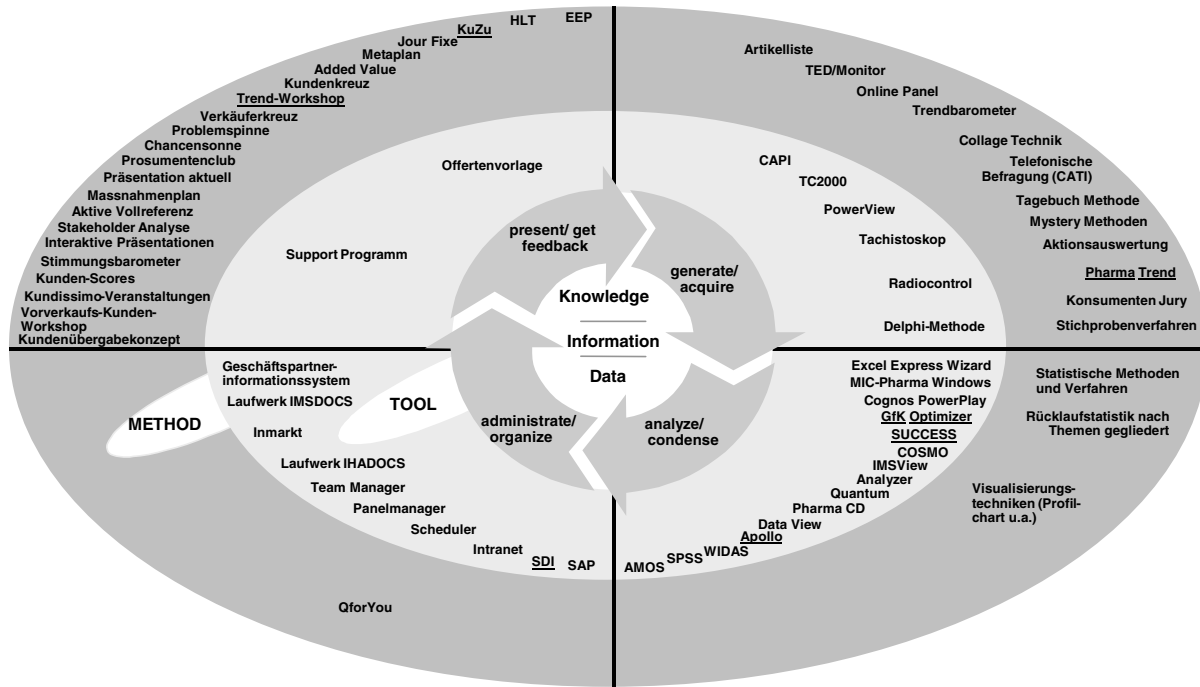 EEP
HLT
KuZu
Jour Fixe
Metaplan
Added Value
Kundenkreuz
Trend-Workshop
Verkäuferkreuz
Problemspinne
Chancensonne
Prosumentenclub
Präsentation aktuell
Massnahmenplan
Aktive Vollreferenz
Stakeholder Analyse
Interaktive Präsentationen
Stimmungsbarometer
Kunden-Scores
Kundissimo-Veranstaltungen
Vorverkaufs-Kunden-
Workshop
Kundenübergabekonzept
Offertenvorlage
Support Programm
Artikelliste
TED/Monitor
Online Panel
Trendbarometer
Collage Technik
Telefonische
Befragung (CATI)
Tagebuch Methode
Mystery Methoden
Aktionsauswertung
Pharma Trend
Konsumenten Jury
Stichprobenverfahren
CAPI
TC2000
PowerView
Tachistoskop
Radiocontrol
Delphi-Methode
present/ get
feedback
generate/
acquire
Knowledge
Information
Data
administrate/
organize
analyze/
condense
METHOD
TOOL
Geschäftspartner-
informationssystem
Laufwerk IMSDOCS
Inmarkt
Laufwerk IHADOCS
Team Manager
Panelmanager
Scheduler
Intranet
SDI
SAP
QforYou
Excel Express Wizard
MIC-Pharma Windows
Cognos PowerPlay
GfK Optimizer
SUCCESS
COSMO
IMSView
Analyzer
Quantum
Pharma CD
Data View
Apollo
WIDAS
SPSS
AMOS
Statistische Methoden
und Verfahren
Rücklaufstatistik nach
Themen gegliedert
Visualisierungs-
techniken (Profil-
chart u.a.)